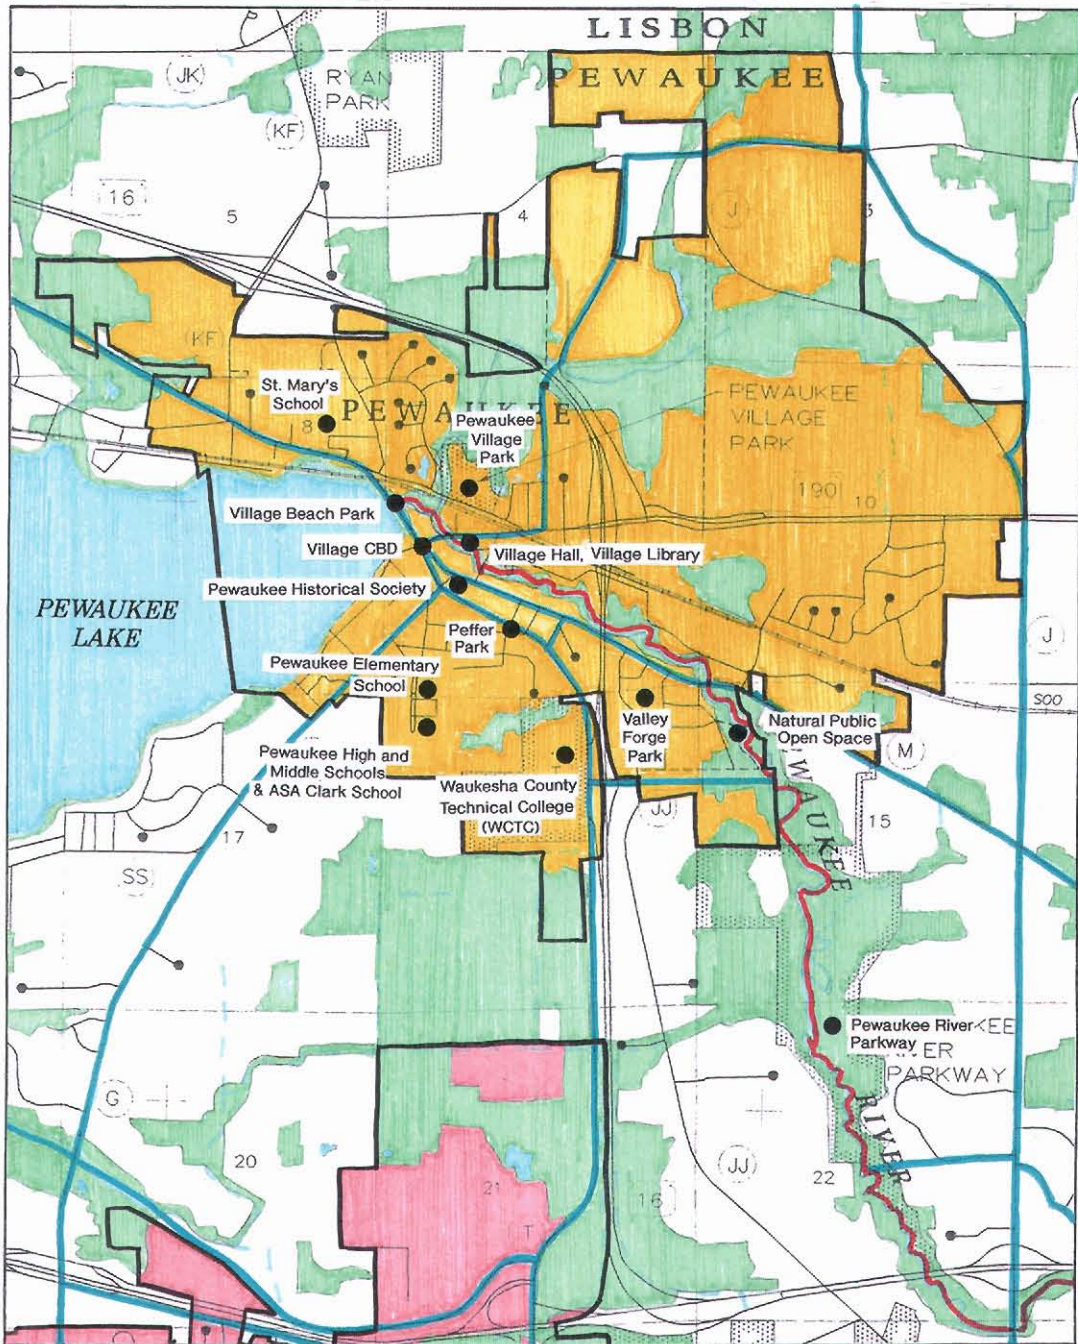 LISBON
PEWAUKEE
JK
RYAN
PARK
KF
16
5
4
J
3
KF
St. Mary's
School
8
PEWAUKEE
Pewaukee
Village
Park
PEWAUKEE
VILLAGE
PARK
190
10
Village Beach Park
Village CBD
Village Hall, Village Library
Pewaukee Historical Society
PEWAUKEE
LAKE
Peffer
Park
J
Pewaukee Elementary
School
SOO
Valley
Forge
Park
Natural Public
Open Space
M
Pewaukee High and
Middle Schools
& ASA Clark School
Waukesha County
Technical College
(WCTC)
JJ
WAUKEE
15
17
SS
Pewaukee River
Parkway
KEE
ER
PARKWAY
G
RIVER
20
21
JJ
22
16
T